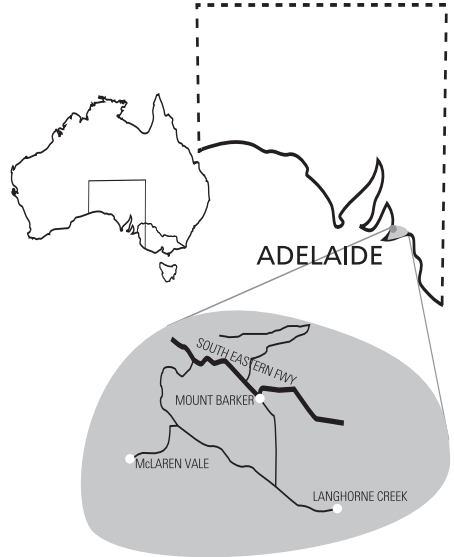 ADELAIDE
SOUTH EASTERN FWY
MOUNT BARKER
McLAREN VALE
LANGHORNE CREEK